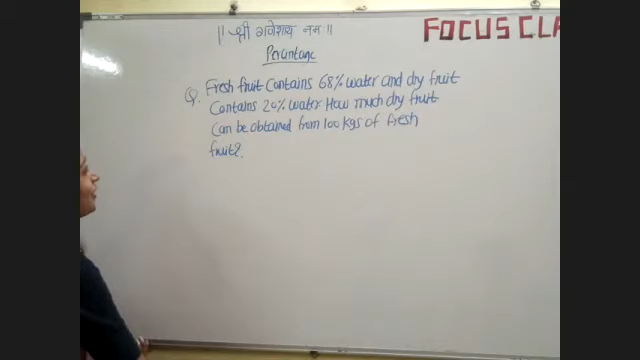 || श्री गणेशाय नम ||
FOCUS CLA
Percentage
Q. Fresh fruit Contains 68% water and dry fruit
Contains 20% water. How much dry fruit
Can be obtained from 100 kgs of fresh
fruit?